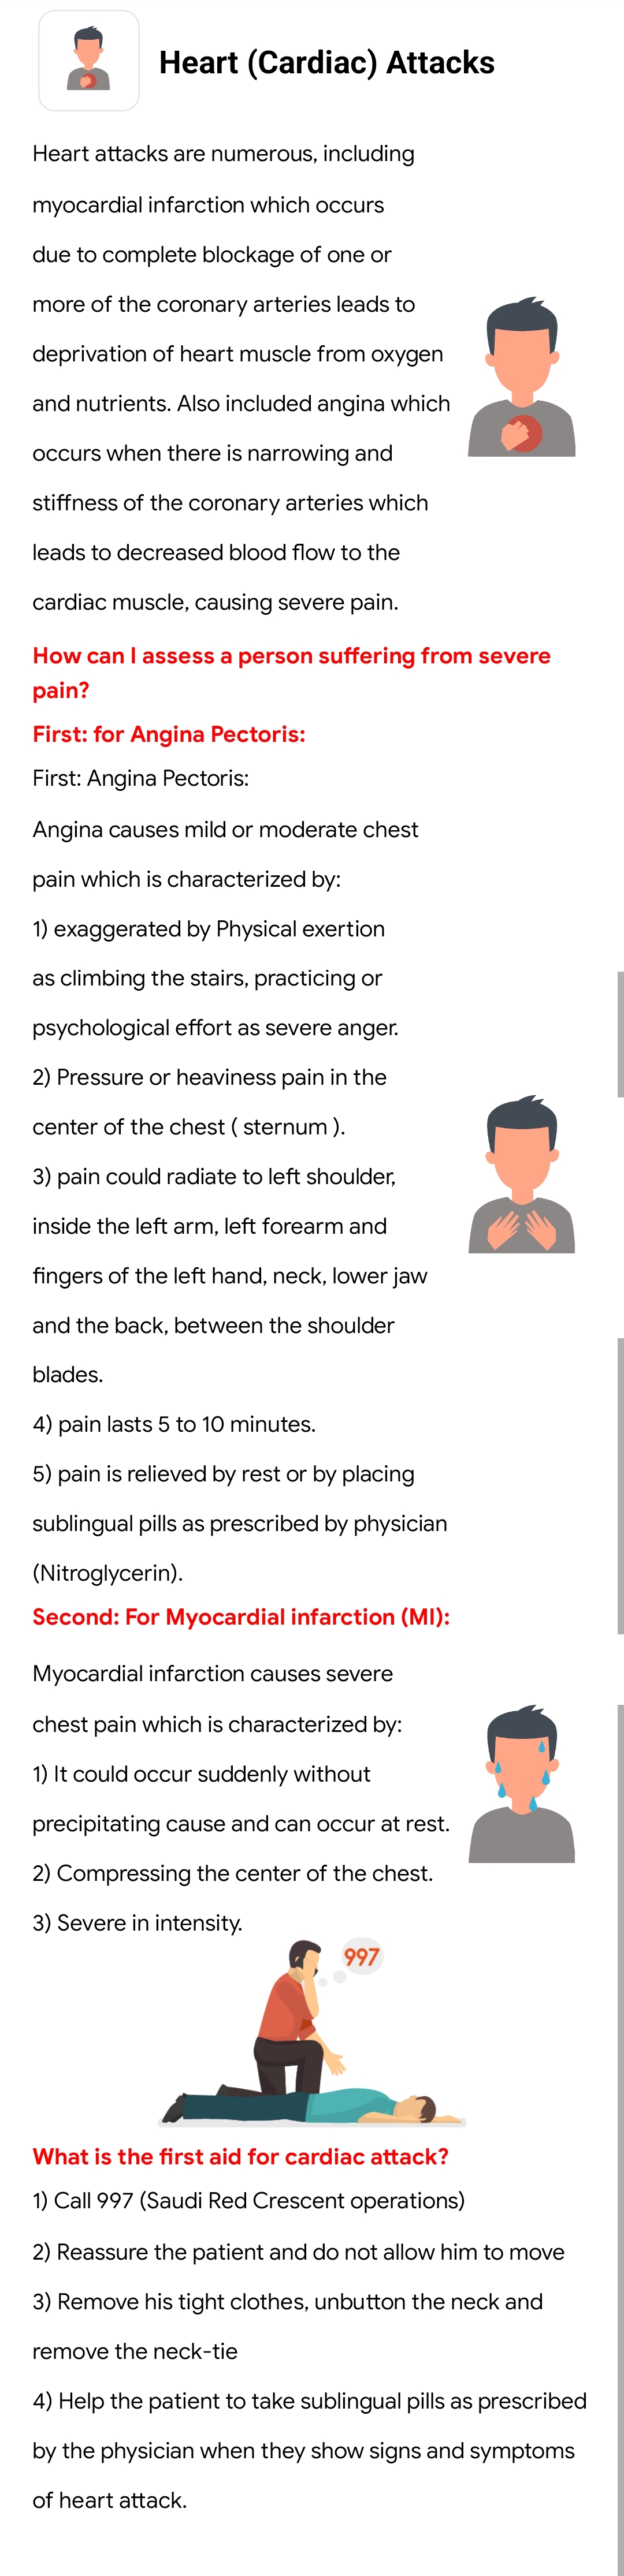 Heart (Cardiac) Attacks
Heart attacks are numerous, including
myocardial infarction which occurs
due to complete blockage of one or
more of the coronary arteries leads to
deprivation of heart muscle from oxygen
and nutrients. Also included angina which
occurs when there is narrowing and
stiffness of the coronary arteries which
leads to decreased blood flow to the
cardiac muscle, causing severe pain.
How can I assess a person suffering from severe
pain?
First: for Angina Pectoris:
First: Angina Pectoris:
Angina causes mild or moderate chest
pain which is characterized by:
1) exaggerated by Physical exertion
as climbing the stairs, practicing or
psychological effort as severe anger.
2) Pressure or heaviness pain in the
center of the chest ( sternum ).
3) pain could radiate to left shoulder,
inside the left arm, left forearm and
fingers of the left hand, neck, lower jaw
and the back, between the shoulder
blades.
4) pain lasts 5 to 10 minutes.
5) pain is relieved by rest or by placing
sublingual pills as prescribed by physician
(Nitroglycerin).
Second: For Myocardial infarction (MI):
Myocardial infarction causes severe
chest pain which is characterized by:
1) It could occur suddenly without
precipitating cause and can occur at rest.
2) Compressing the center of the chest.
3) Severe in intensity.
997
What is the first aid for cardiac attack?
1) Call 997 (Saudi Red Crescent operations)
2) Reassure the patient and do not allow him to move
3) Remove his tight clothes, unbutton the neck and
remove the neck-tie
4) Help the patient to take sublingual pills as prescribed
by the physician when they show signs and symptoms
of heart attack.